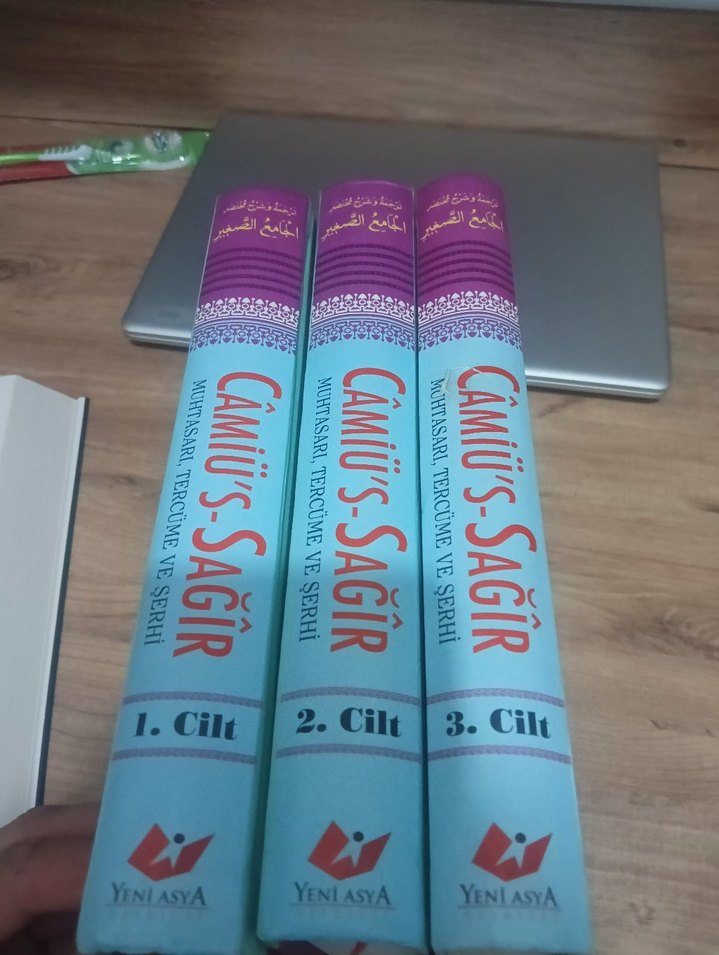 ترجمة وشرح مختصر
الجامع الصغير
CÂMİÜ'S-SAĞÎR
MUHTASARI, TERCÜME VE ŞERHİ
1. Cilt
YENİ ASYA
ترجمة وشرح مختصر
الجامع الصغير
CÂMİÜ'S-SAĞÎR
MUHTASARI, TERCÜME VE ŞERHİ
2. Cilt
YENİ ASYA
ترجمة وشرح مختصر
الجامع الصغير
CÂMİÜ'S-SAĞÎR
MUHTASARI, TERCÜME VE ŞERHİ
3. Cilt
YENİ ASYA